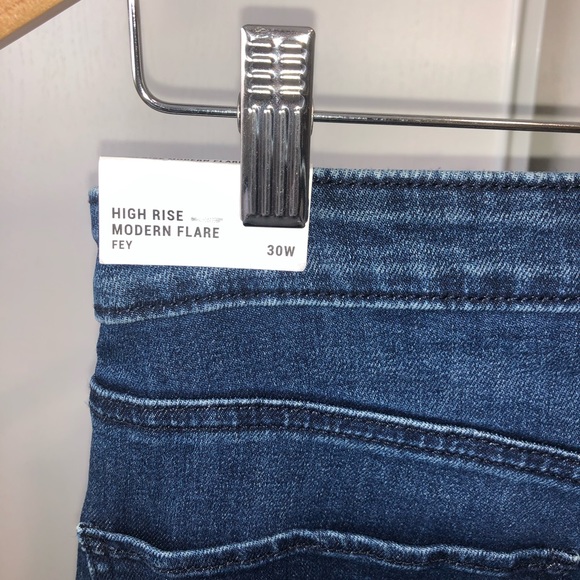 HIGH RISE
MODERN FLARE
FEY
30W